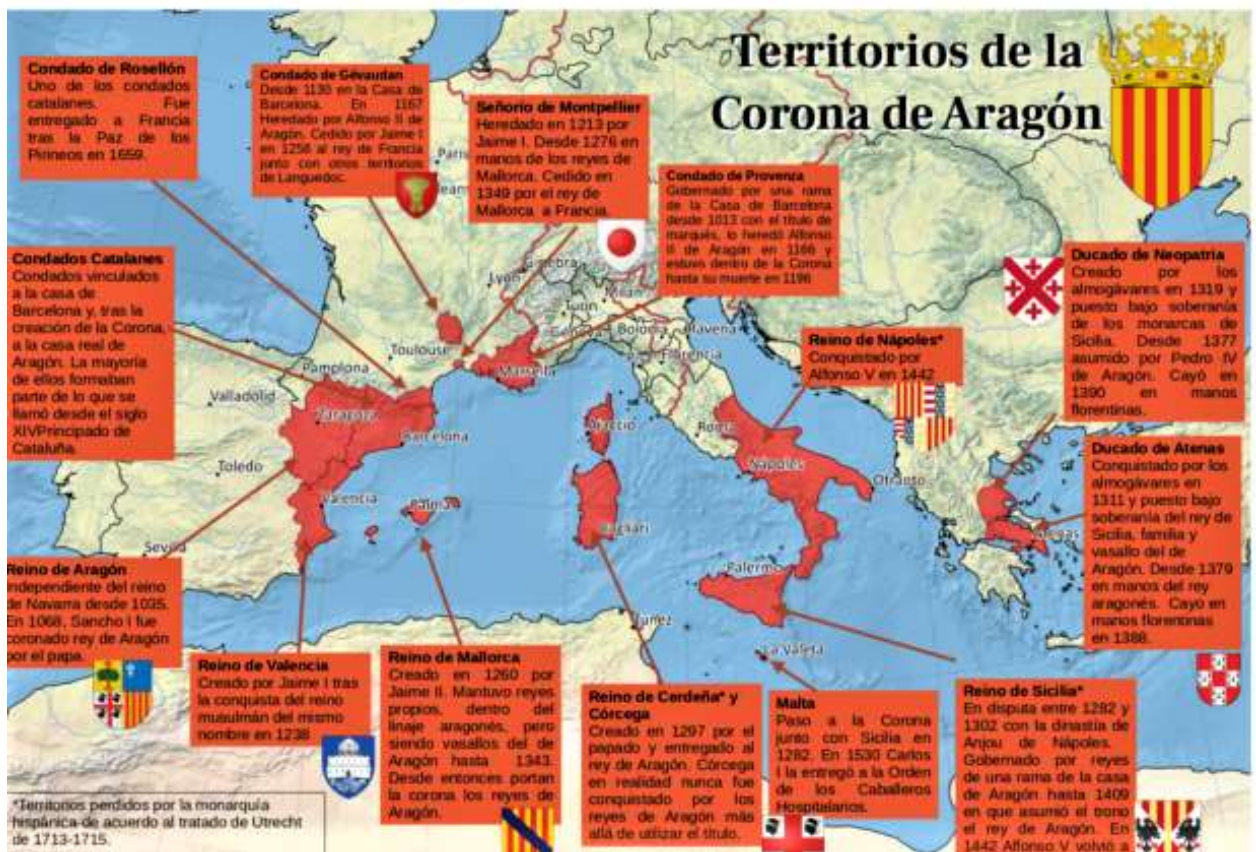 Territorios de la
Corona de Aragón
Condado de Rosellón
Uno de los condados
catalanes. Fue
entregado a Francia
tras la Paz de los
Pirineos en 1659.
Condado de Gévaudan
Desde 1130 en la Casa de
Barcelona. En 1167
Heredado por Alfonso II de
Aragón. Cedido por Jaime I
en 1258 al rey de Francia
junto con otros territorios
de Languedoc.
Señorío de Montpellier
Heredado en 1213 por
Jaime I. Desde 1276 en
manos de los reyes de
Mallorca. Cedido en
1349 por el rey de
Mallorca a Francia.
Condado de Provenza
Gobernado por una rama
de la Casa de Barcelona
desde 1013 con el título de
marqués, lo heredó Alfonso
II de Aragón en 1166 y
estuvo dentro de la Corona
hasta su muerte en 1196
Condados Catalanes
Condados vinculados
a la casa de
Barcelona y, tras la
creación de la Corona,
a la casa real de
Aragón. La mayoría
de ellos formaban
parte de lo que se
llamó desde el siglo
XIVPrincipado de
Cataluña.
Ducado de Neopatria
Creado por los
almogávares en 1319 y
puesto bajo soberanía
de los monarcas de
Sicilia. Desde 1377
asumido por Pedro IV
de Aragón. Cayó en
1390 en manos
florentinas.
Reino de Nápoles*
Conquistado por
Alfonso V en 1442
Ducado de Atenas
Conquistado por los
almogávares en
1311 y puesto bajo
soberanía del rey de
Sicilia, familia y
vasallo del de
Aragón. Desde 1379
en manos del rey
aragonés. Cayó en
manos florentinas
en 1388.
Reino de Aragón
Independiente del reino
de Navarra desde 1035.
En 1068, Sancho I fue
coronado rey de Aragón
por el papa.
Reino de Valencia
Creado por Jaime I tras
la conquista del reino
musulmán del mismo
nombre en 1238
Reino de Mallorca
Creado en 1260 por
Jaime II. Mantuvo reyes
propios, dentro del
linaje aragonés, pero
siendo vasallos del de
Aragón hasta 1343.
Desde entonces portan
la corona los reyes de
Aragón.
Reino de Cerdeña* y
Córcega
Creado en 1297 por el
papado y entregado al
rey de Aragón. Córcega
en realidad nunca fue
conquistado por los
reyes de Aragón más
allá de utilizar el título.
Malta
Paso a la Corona
junto con Sicilia en
1282. En 1530 Carlos
I la entregó a la Orden
de los Caballeros
Hospitalarios.
Reino de Sicilia*
En disputa entre 1282 y
1302 con la dinastía de
Anjou de Nápoles.
Gobernado por reyes
de una rama de la casa
de Aragón hasta 1409
en que asumió el trono
el rey de Aragón. En
1442 Alfonso V volvió a
*Territorios perdidos por la monarquía
hispánica de acuerdo al tratado de Utrecht
de 1713-1715.
Lyon
Milán
Toulouse
Bolonia
Ravena
Florencia
Marsella
Pamplona
Valladolid
Zaragoza
Barcelona
Ajaccio
Roma
Toledo
Valencia
Palma
Nápoles
Otranto
Cagliari
Sevilla
Palermo
Túnez
La Valeta